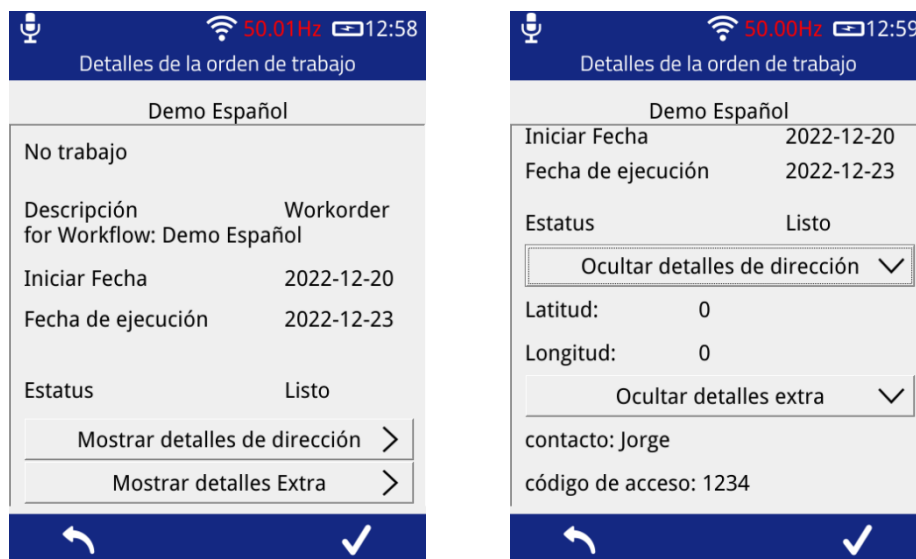 50.01Hz 12:58
Detalles de la orden de trabajo
Demo Español
No trabajo
Descripción Workorder
for Workflow: Demo Español
Iniciar Fecha 2022-12-20
Fecha de ejecución 2022-12-23
Estatus Listo
Mostrar detalles de dirección
Mostrar detalles Extra
50.00Hz 12:59
Detalles de la orden de trabajo
Demo Español
Iniciar Fecha 2022-12-20
Fecha de ejecución 2022-12-23
Estatus Listo
Ocultar detalles de dirección
Latitud: 0
Longitud: 0
Ocultar detalles extra
contacto: Jorge
código de acceso: 1234